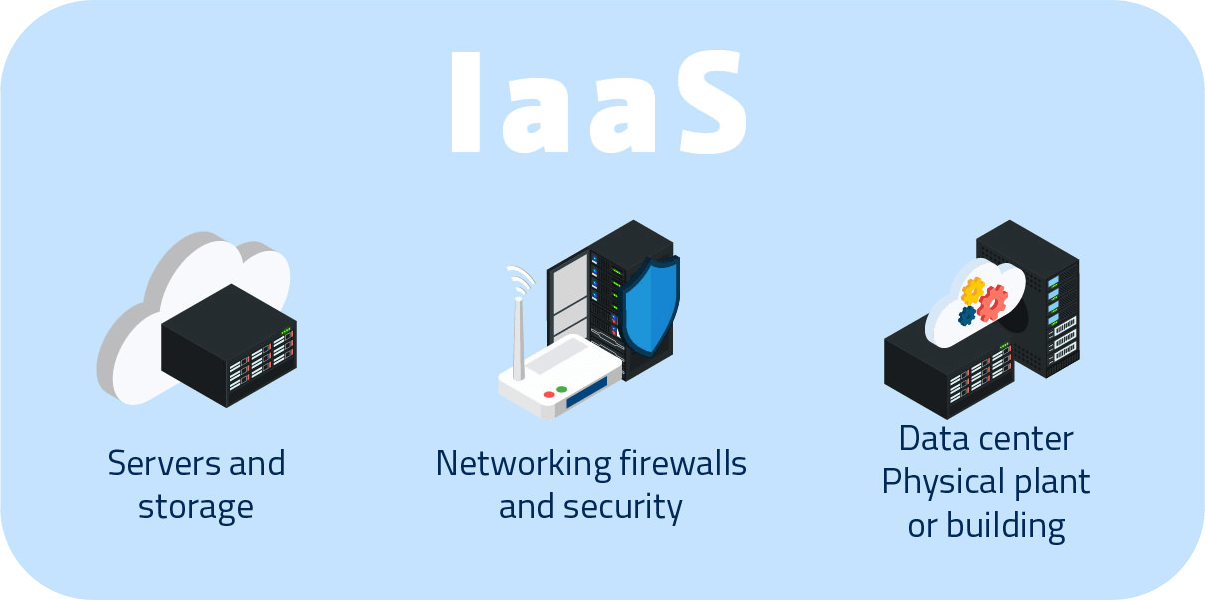 IaaS
Servers and
storage
Networking firewalls
and security
Data center
Physical plant
or building